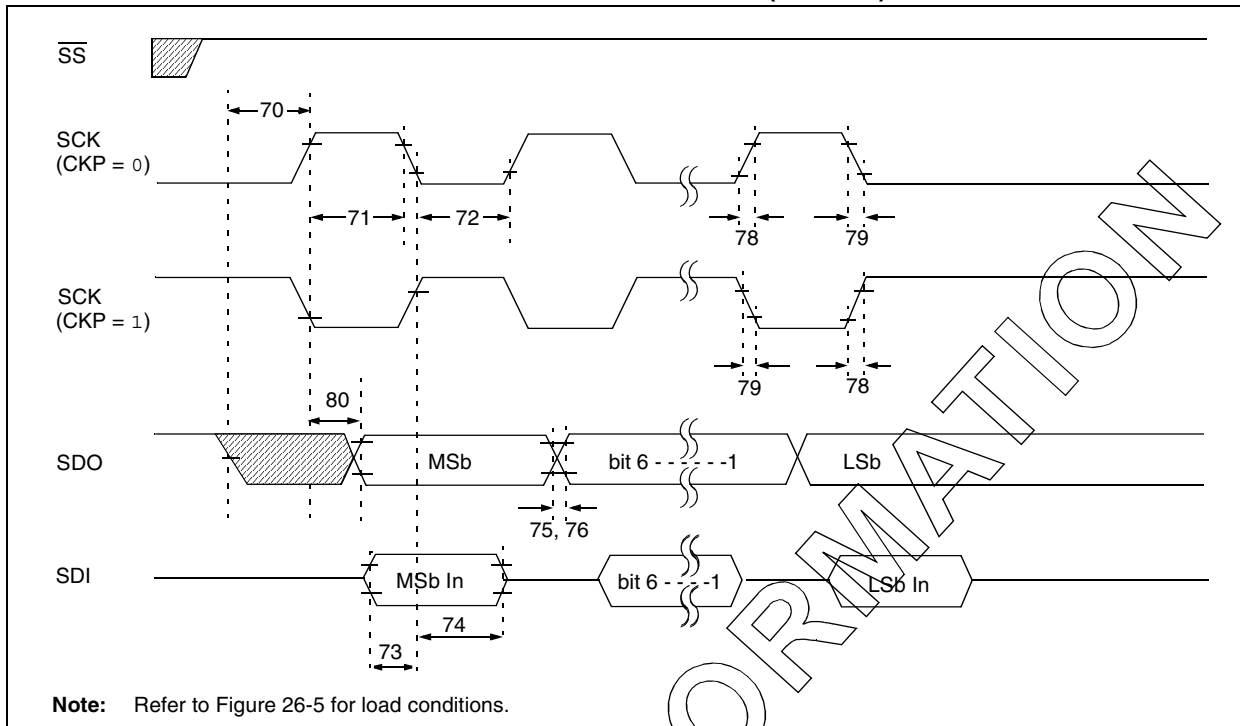 SS
70
SCK
(CKP = 0)
71
72
78
79
SCK
(CKP = 1)
79
78
80
SDO
MSb
bit 6 - - - - - -1
LSb
75, 76
SDI
MSb In
bit 6 - - - -1
LSb In
74
73
Note: Refer to Figure 26-5 for load conditions.
ORMATION